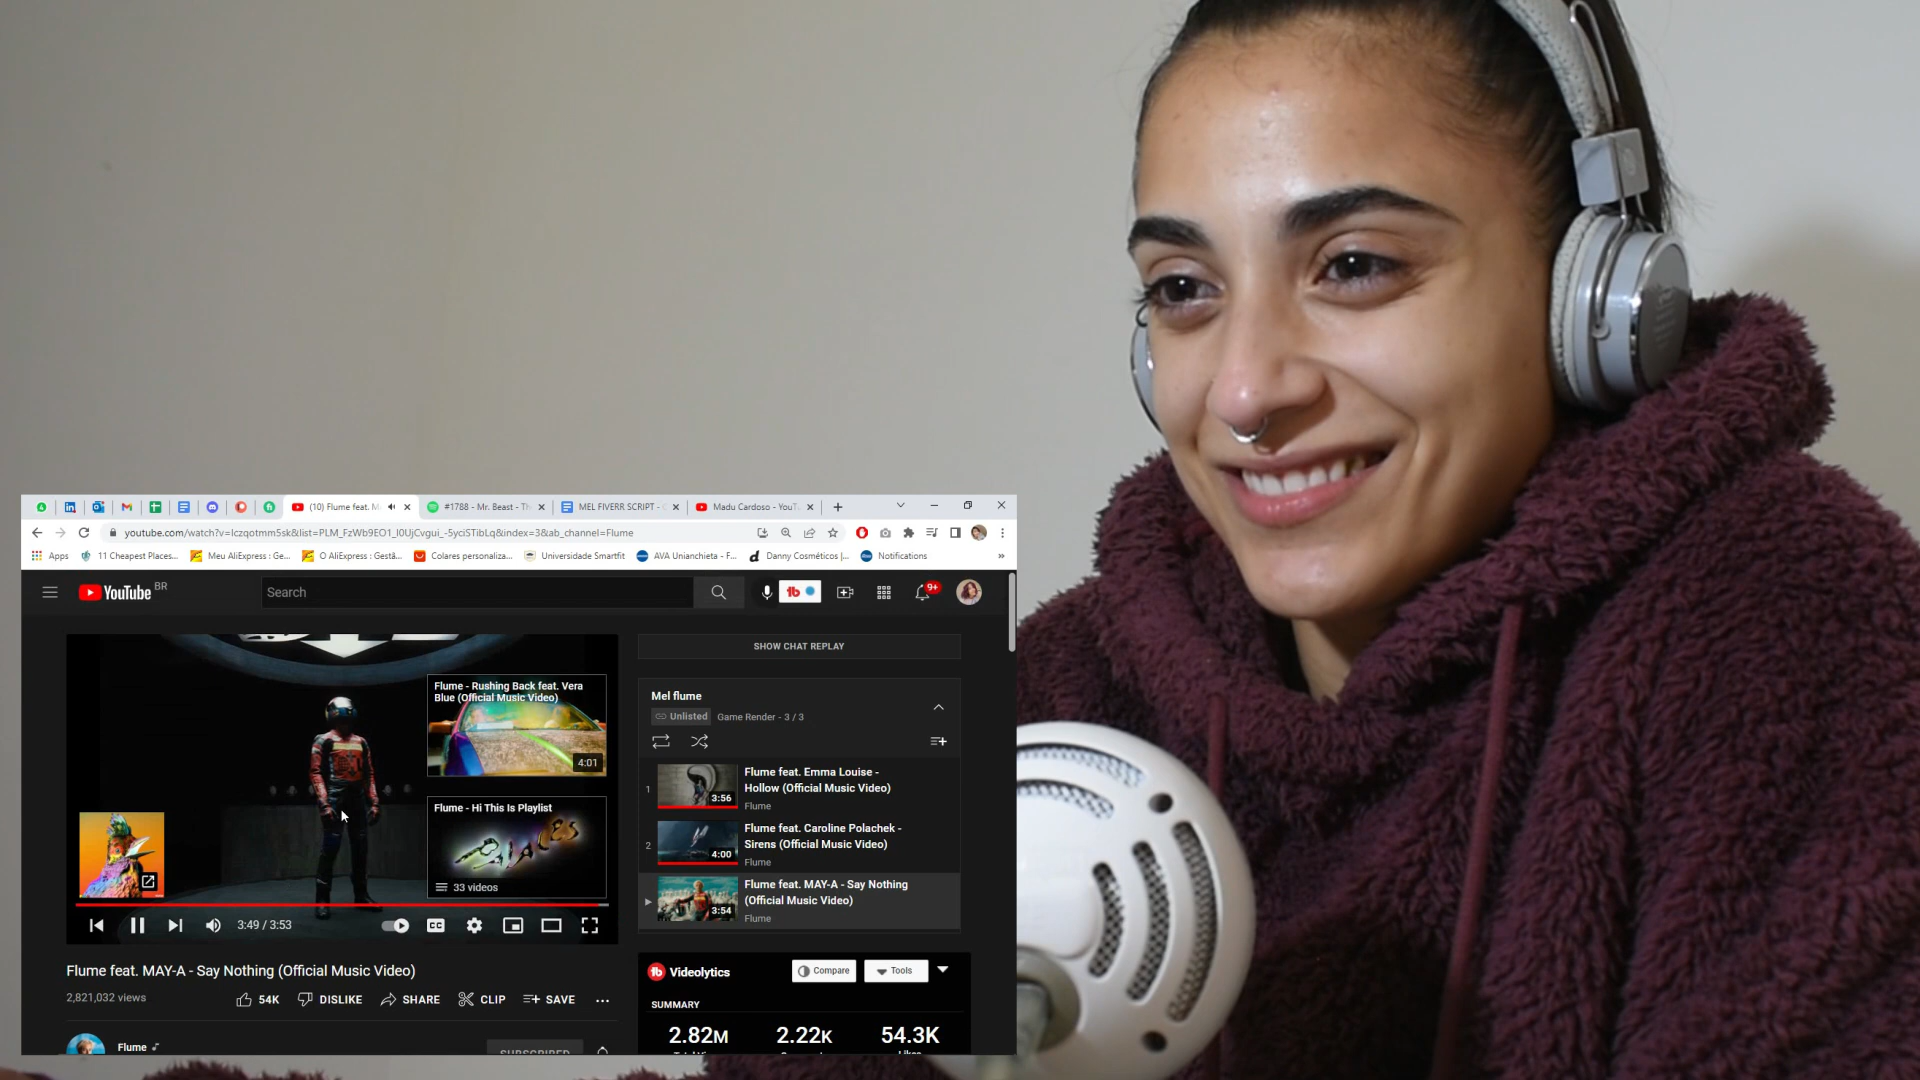 (10) Flume feat. M
#1788 - Mr. Beast - Th
MEL FIVERR SCRIPT -
Madu Cardoso - YouT
youtube.com/watch?v=lczqotmm5sk&list=PLM_FzWb9EO1_l0UjCvgui_-5yciSTibLq&index=3&ab_channel=Flume
Apps
11 Cheapest Places...
Meu AliExpress : Ge...
O AliExpress : Gestã...
Colares personaliza...
Universidade Smartfit
AVA Unianchieta - F...
Danny Cosméticos |...
Notifications
»
YouTube BR
Search
9+
SHOW CHAT REPLAY
Flume - Rushing Back feat. Vera
Blue (Official Music Video)
4:01
Flume - Hi This Is Playlist
PALACES
33 videos
3:49 / 3:53
CC
Mel flume
Unlisted
Game Render - 3 / 3
1
3:56
Flume feat. Emma Louise -
Hollow (Official Music Video)
Flume
2
4:00
Flume feat. Caroline Polachek -
Sirens (Official Music Video)
Flume
3:54
Flume feat. MAY-A - Say Nothing
(Official Music Video)
Flume
Flume feat. MAY-A - Say Nothing (Official Music Video)
2,821,032 views
54K
DISLIKE
SHARE
CLIP
SAVE
Flume
SUBSCRIBED
Videolytics
Compare
Tools
SUMMARY
2.82M
2.22K
54.3K